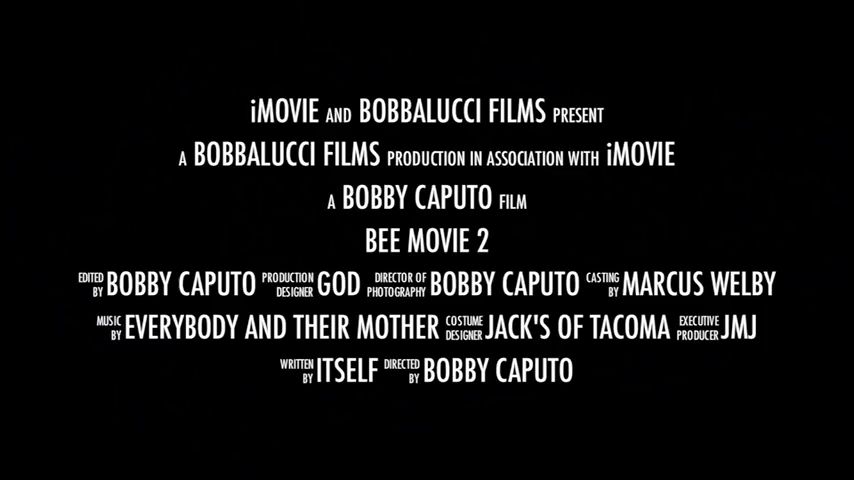 iMOVIE AND BOBBALUCCI FILMS PRESENT
A BOBBALUCCI FILMS PRODUCTION IN ASSOCIATION WITH iMOVIE
A BOBBY CAPUTO FILM
BEE MOVIE 2
EDITED BY BOBBY CAPUTO PRODUCTION DESIGNER GOD DIRECTOR OF PHOTOGRAPHY BOBBY CAPUTO CASTING BY MARCUS WELBY
MUSIC BY EVERYBODY AND THEIR MOTHER COSTUME DESIGNER JACK'S OF TACOMA EXECUTIVE PRODUCER JMJ
WRITTEN BY ITSELF DIRECTED BY BOBBY CAPUTO